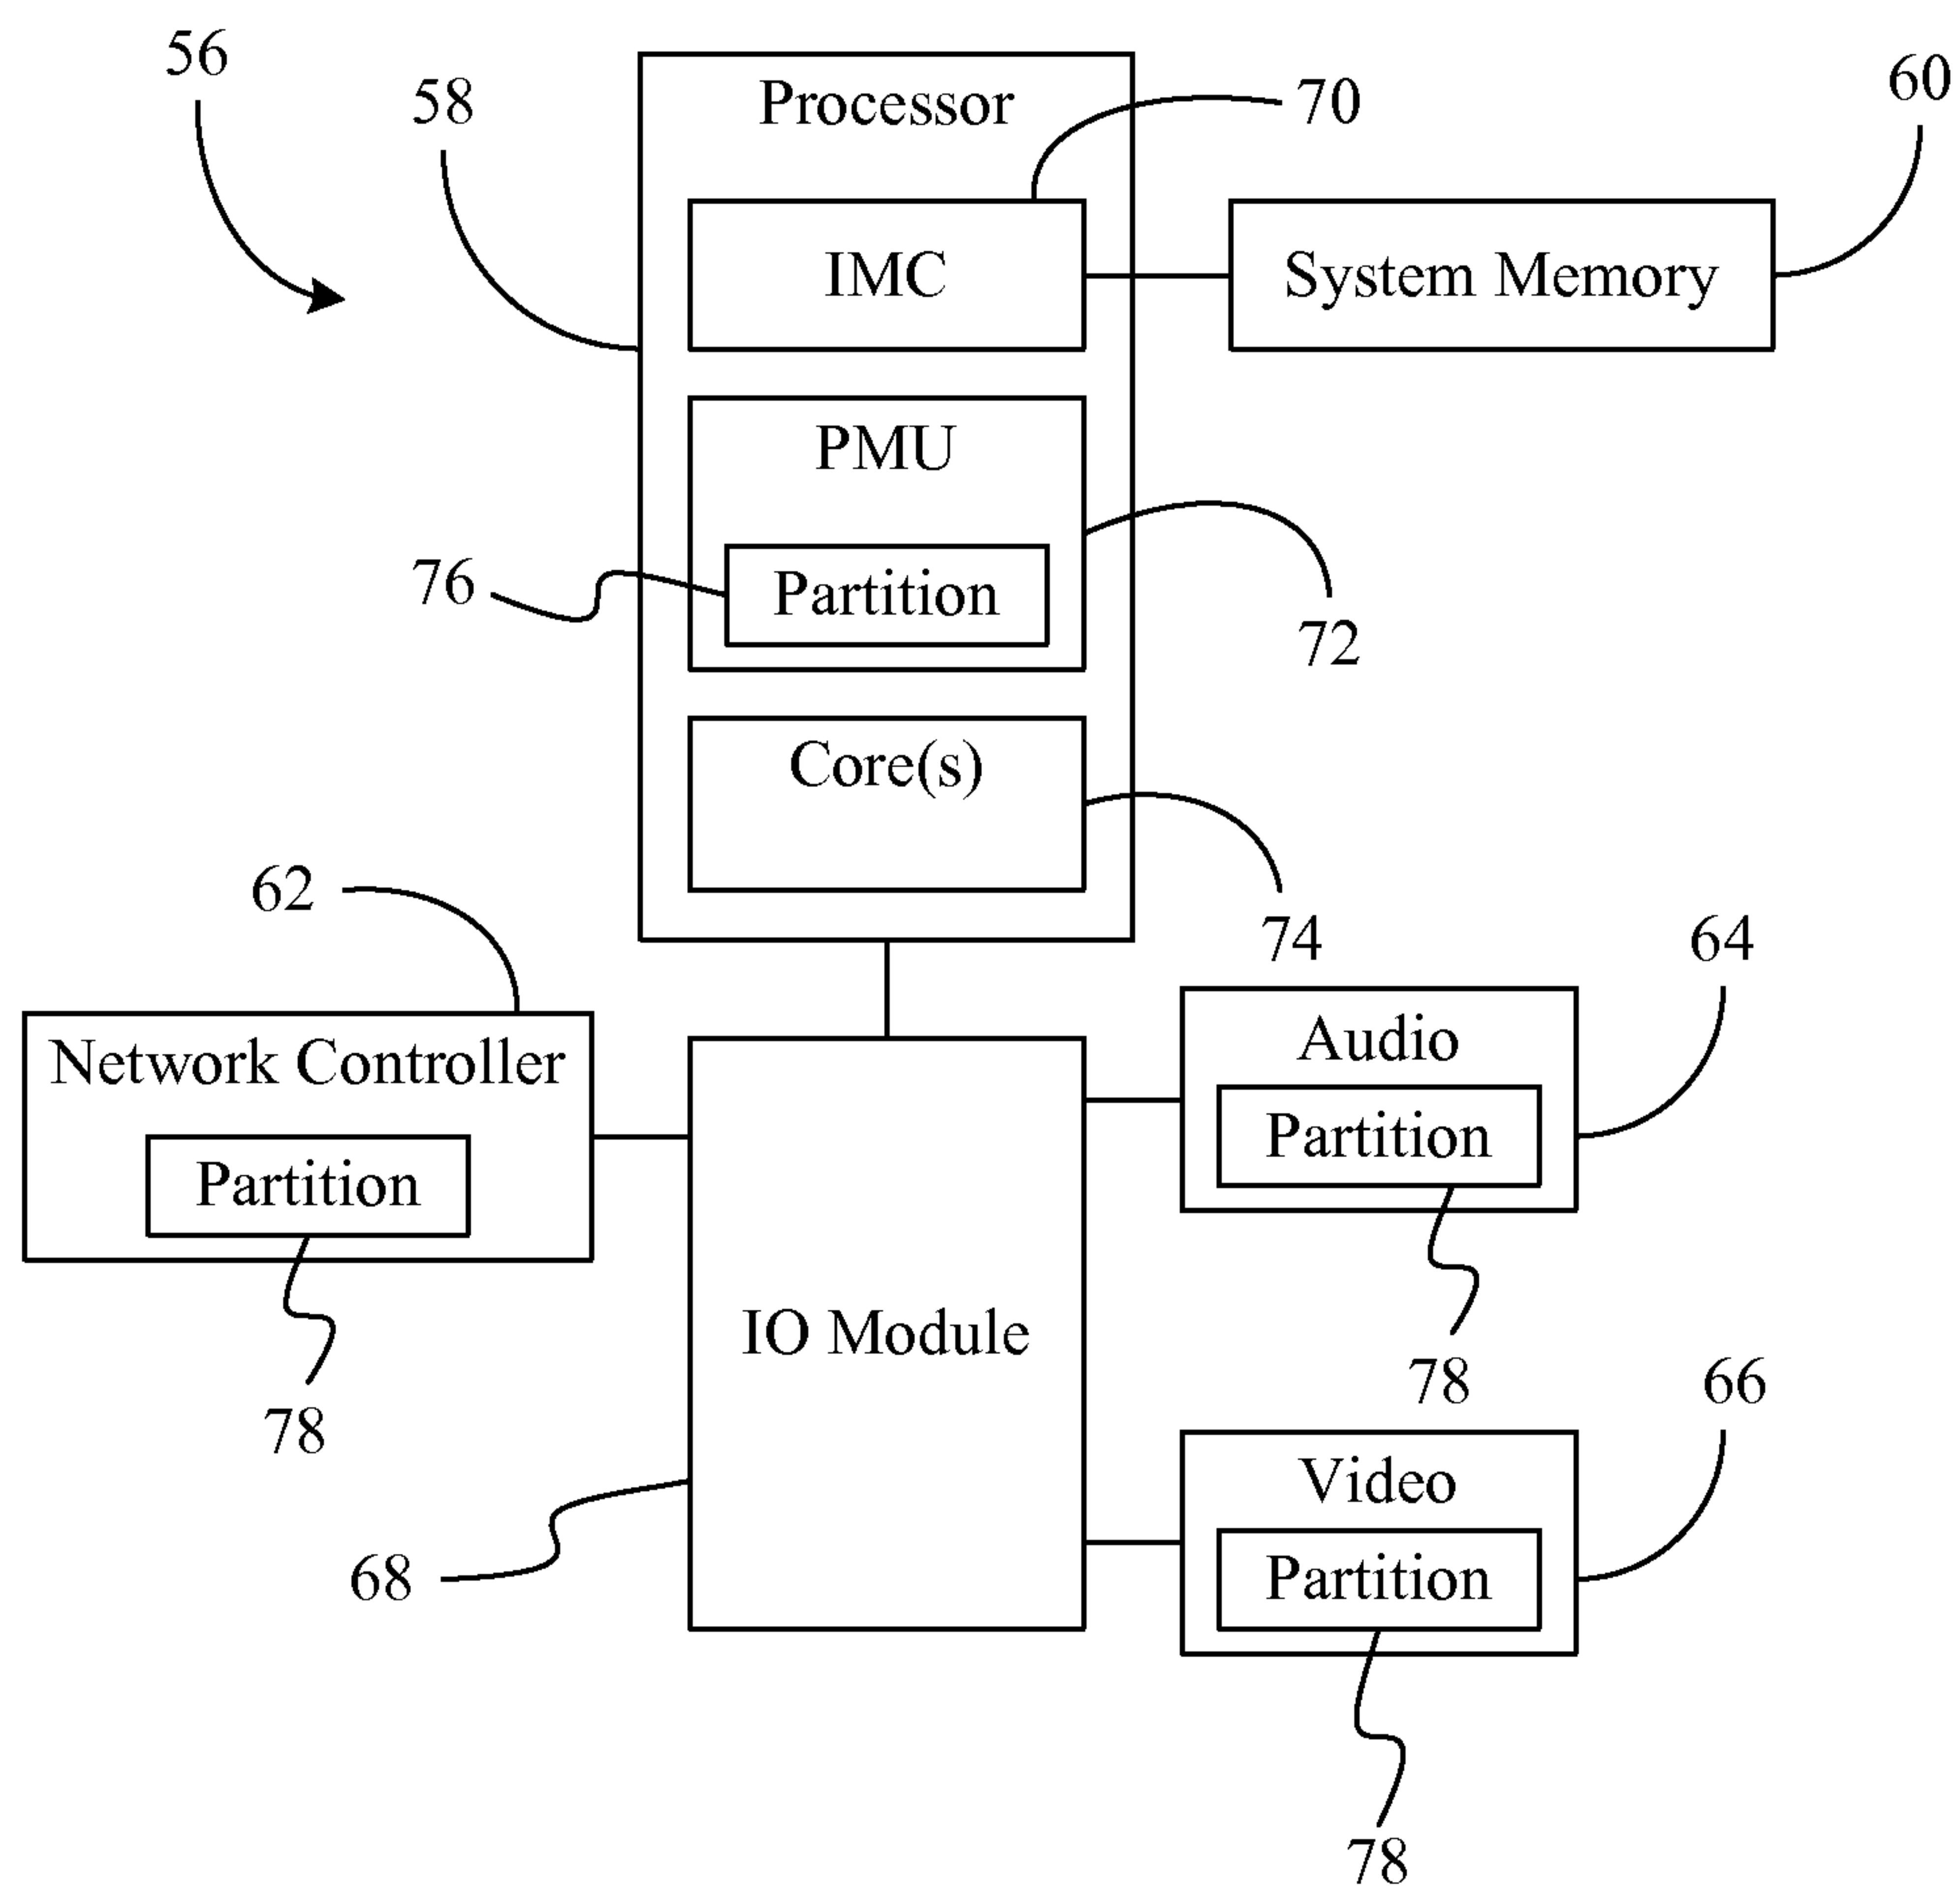 56
58
Processor
70
60
IMC
System Memory
PMU
76
Partition
72
Core(s)
62
74
64
Network Controller
Audio
Partition
Partition
IO Module
78
66
78
Video
68
Partition
78